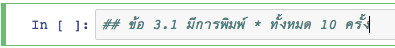 In [ ]: ## ข้อ 3.1 มีการพิมพ์ * ทั้งหมด 10 ครั้ง